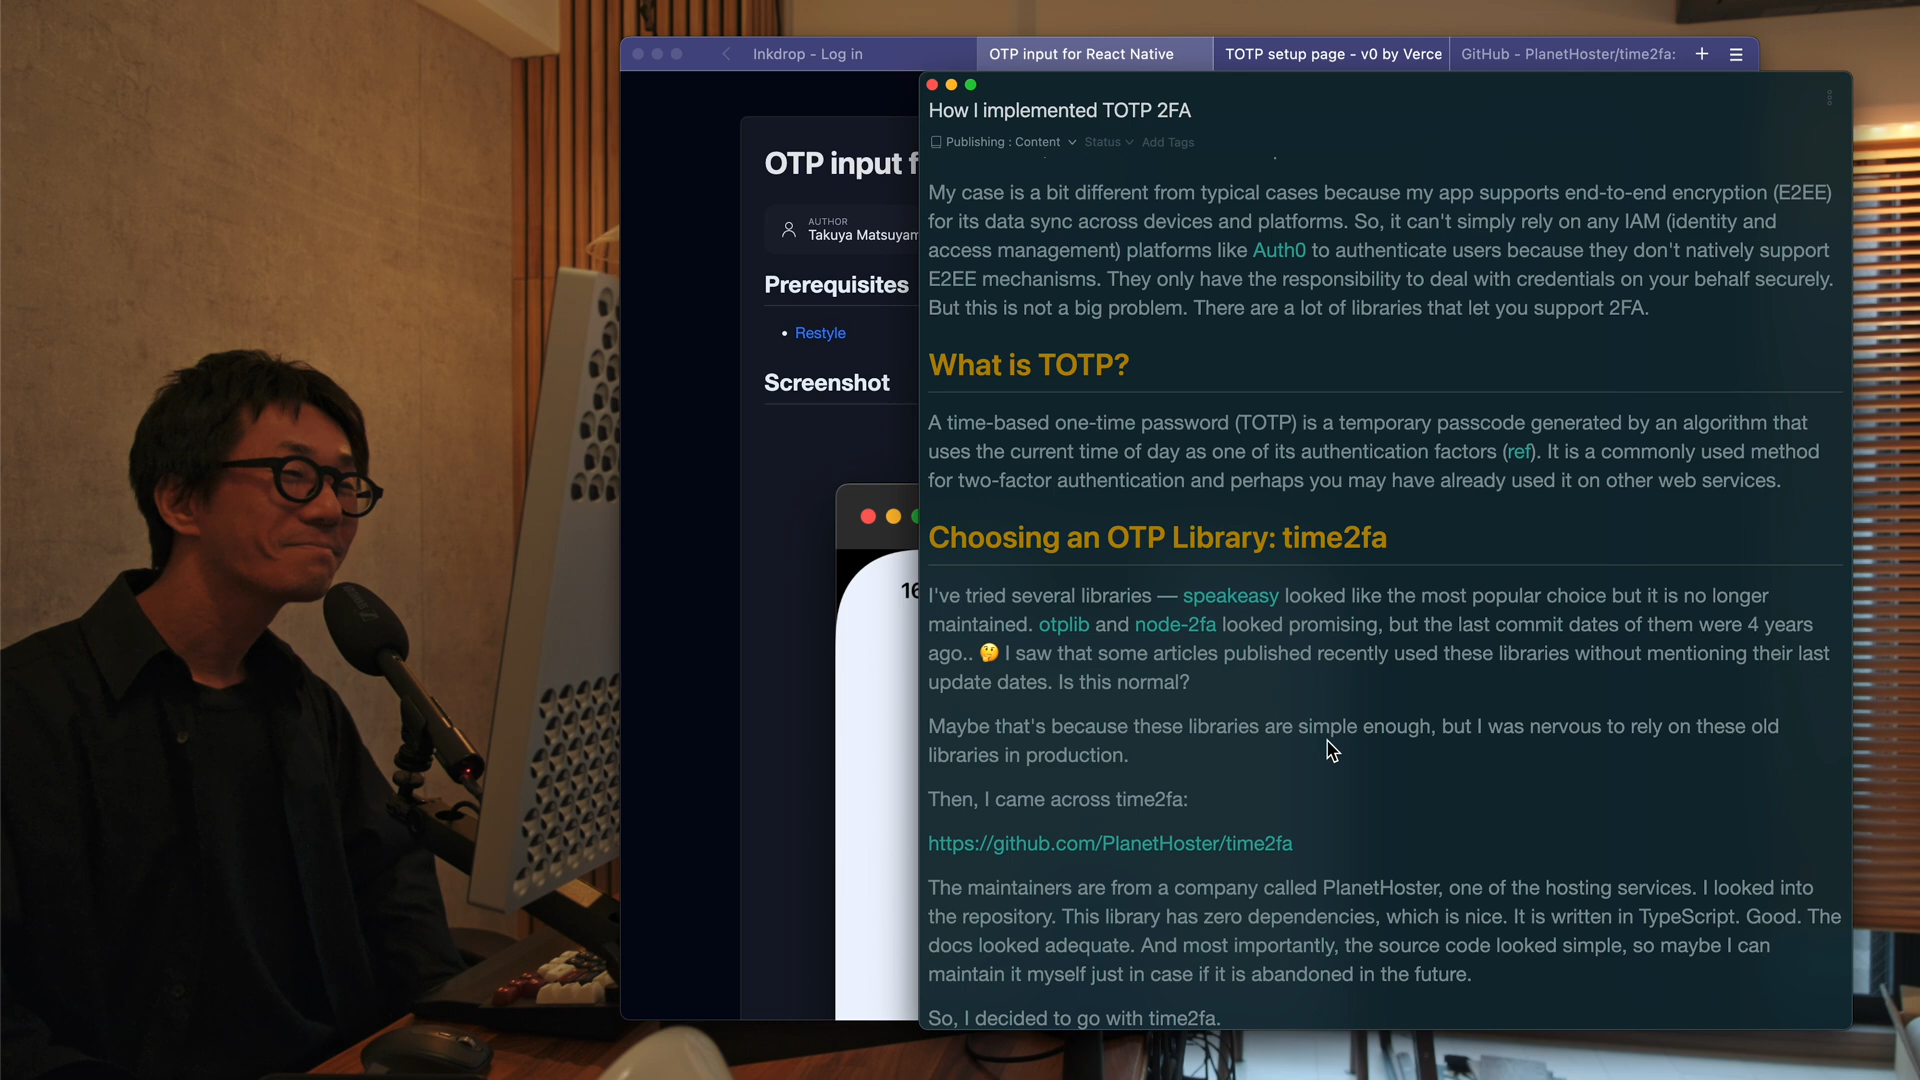 Inkdrop - Log in
OTP input for React Native
TOTP setup page - v0 by Verce
GitHub - PlanetHoster/time2fa:
OTP input f
AUTHOR
Takuya Matsuyam
Prerequisites
Restyle
Screenshot
16
How I implemented TOTP 2FA
Publishing : Content
Status
Add Tags
My case is a bit different from typical cases because my app supports end-to-end encryption (E2EE)
for its data sync across devices and platforms. So, it can't simply rely on any IAM (identity and
access management) platforms like Auth0 to authenticate users because they don't natively support
E2EE mechanisms. They only have the responsibility to deal with credentials on your behalf securely.
But this is not a big problem. There are a lot of libraries that let you support 2FA.
What is TOTP?
A time-based one-time password (TOTP) is a temporary passcode generated by an algorithm that
uses the current time of day as one of its authentication factors (ref). It is a commonly used method
for two-factor authentication and perhaps you may have already used it on other web services.
Choosing an OTP Library: time2fa
I've tried several libraries — speakeasy looked like the most popular choice but it is no longer
maintained. otplib and node-2fa looked promising, but the last commit dates of them were 4 years
ago.. 🤔 I saw that some articles published recently used these libraries without mentioning their last
update dates. Is this normal?
Maybe that's because these libraries are simple enough, but I was nervous to rely on these old
libraries in production.
Then, I came across time2fa:
https://github.com/PlanetHoster/time2fa
The maintainers are from a company called PlanetHoster, one of the hosting services. I looked into
the repository. This library has zero dependencies, which is nice. It is written in TypeScript. Good. The
docs looked adequate. And most importantly, the source code looked simple, so maybe I can
maintain it myself just in case if it is abandoned in the future.
So, I decided to go with time2fa.